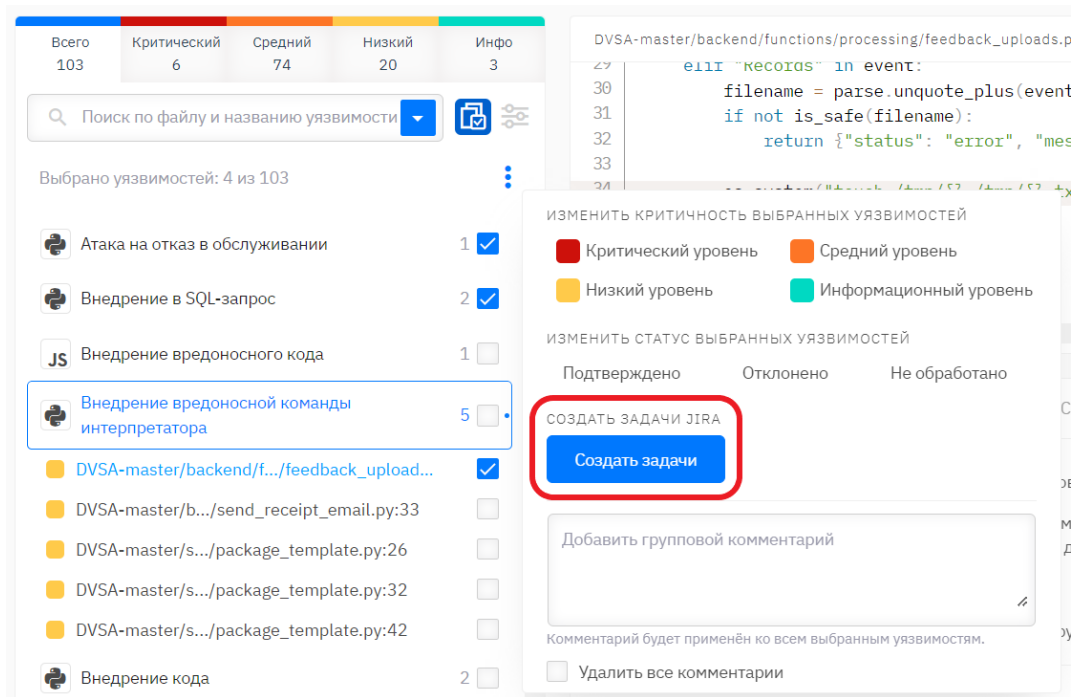 Всего
103
Критический
6
Средний
74
Низкий
20
Инфо
3
Поиск по файлу и названию уязвимости
Выбрано уязвимостей: 4 из 103
Атака на отказ в обслуживании
1
Внедрение в SQL-запрос
2
JS
Внедрение вредоносного кода
1
Внедрение вредоносной команды
интерпретатора
5
DVSA-master/backend/f.../feedback_upload...
DVSA-master/b.../send_receipt_email.py:33
DVSA-master/s.../package_template.py:26
DVSA-master/s.../package_template.py:32
DVSA-master/s.../package_template.py:42
Внедрение кода
2
DVSA-master/backend/functions/processing/feedback_uploads.p
29 elif "Records" in event:
30 filename = parse.unquote_plus(event
31 if not is_safe(filename):
32 return {"status": "error", "mes
33
34
ИЗМЕНИТЬ КРИТИЧНОСТЬ ВЫБРАННЫХ УЯЗВИМОСТЕЙ
Критический уровень
Средний уровень
Низкий уровень
Информационный уровень
ИЗМЕНИТЬ СТАТУС ВЫБРАННЫХ УЯЗВИМОСТЕЙ
Подтверждено
Отклонено
Не обработано
СОЗДАТЬ ЗАДАЧИ JIRA
Создать задачи
Добавить групповой комментарий
Комментарий будет применён ко всем выбранным уязвимостям.
Удалить все комментарии